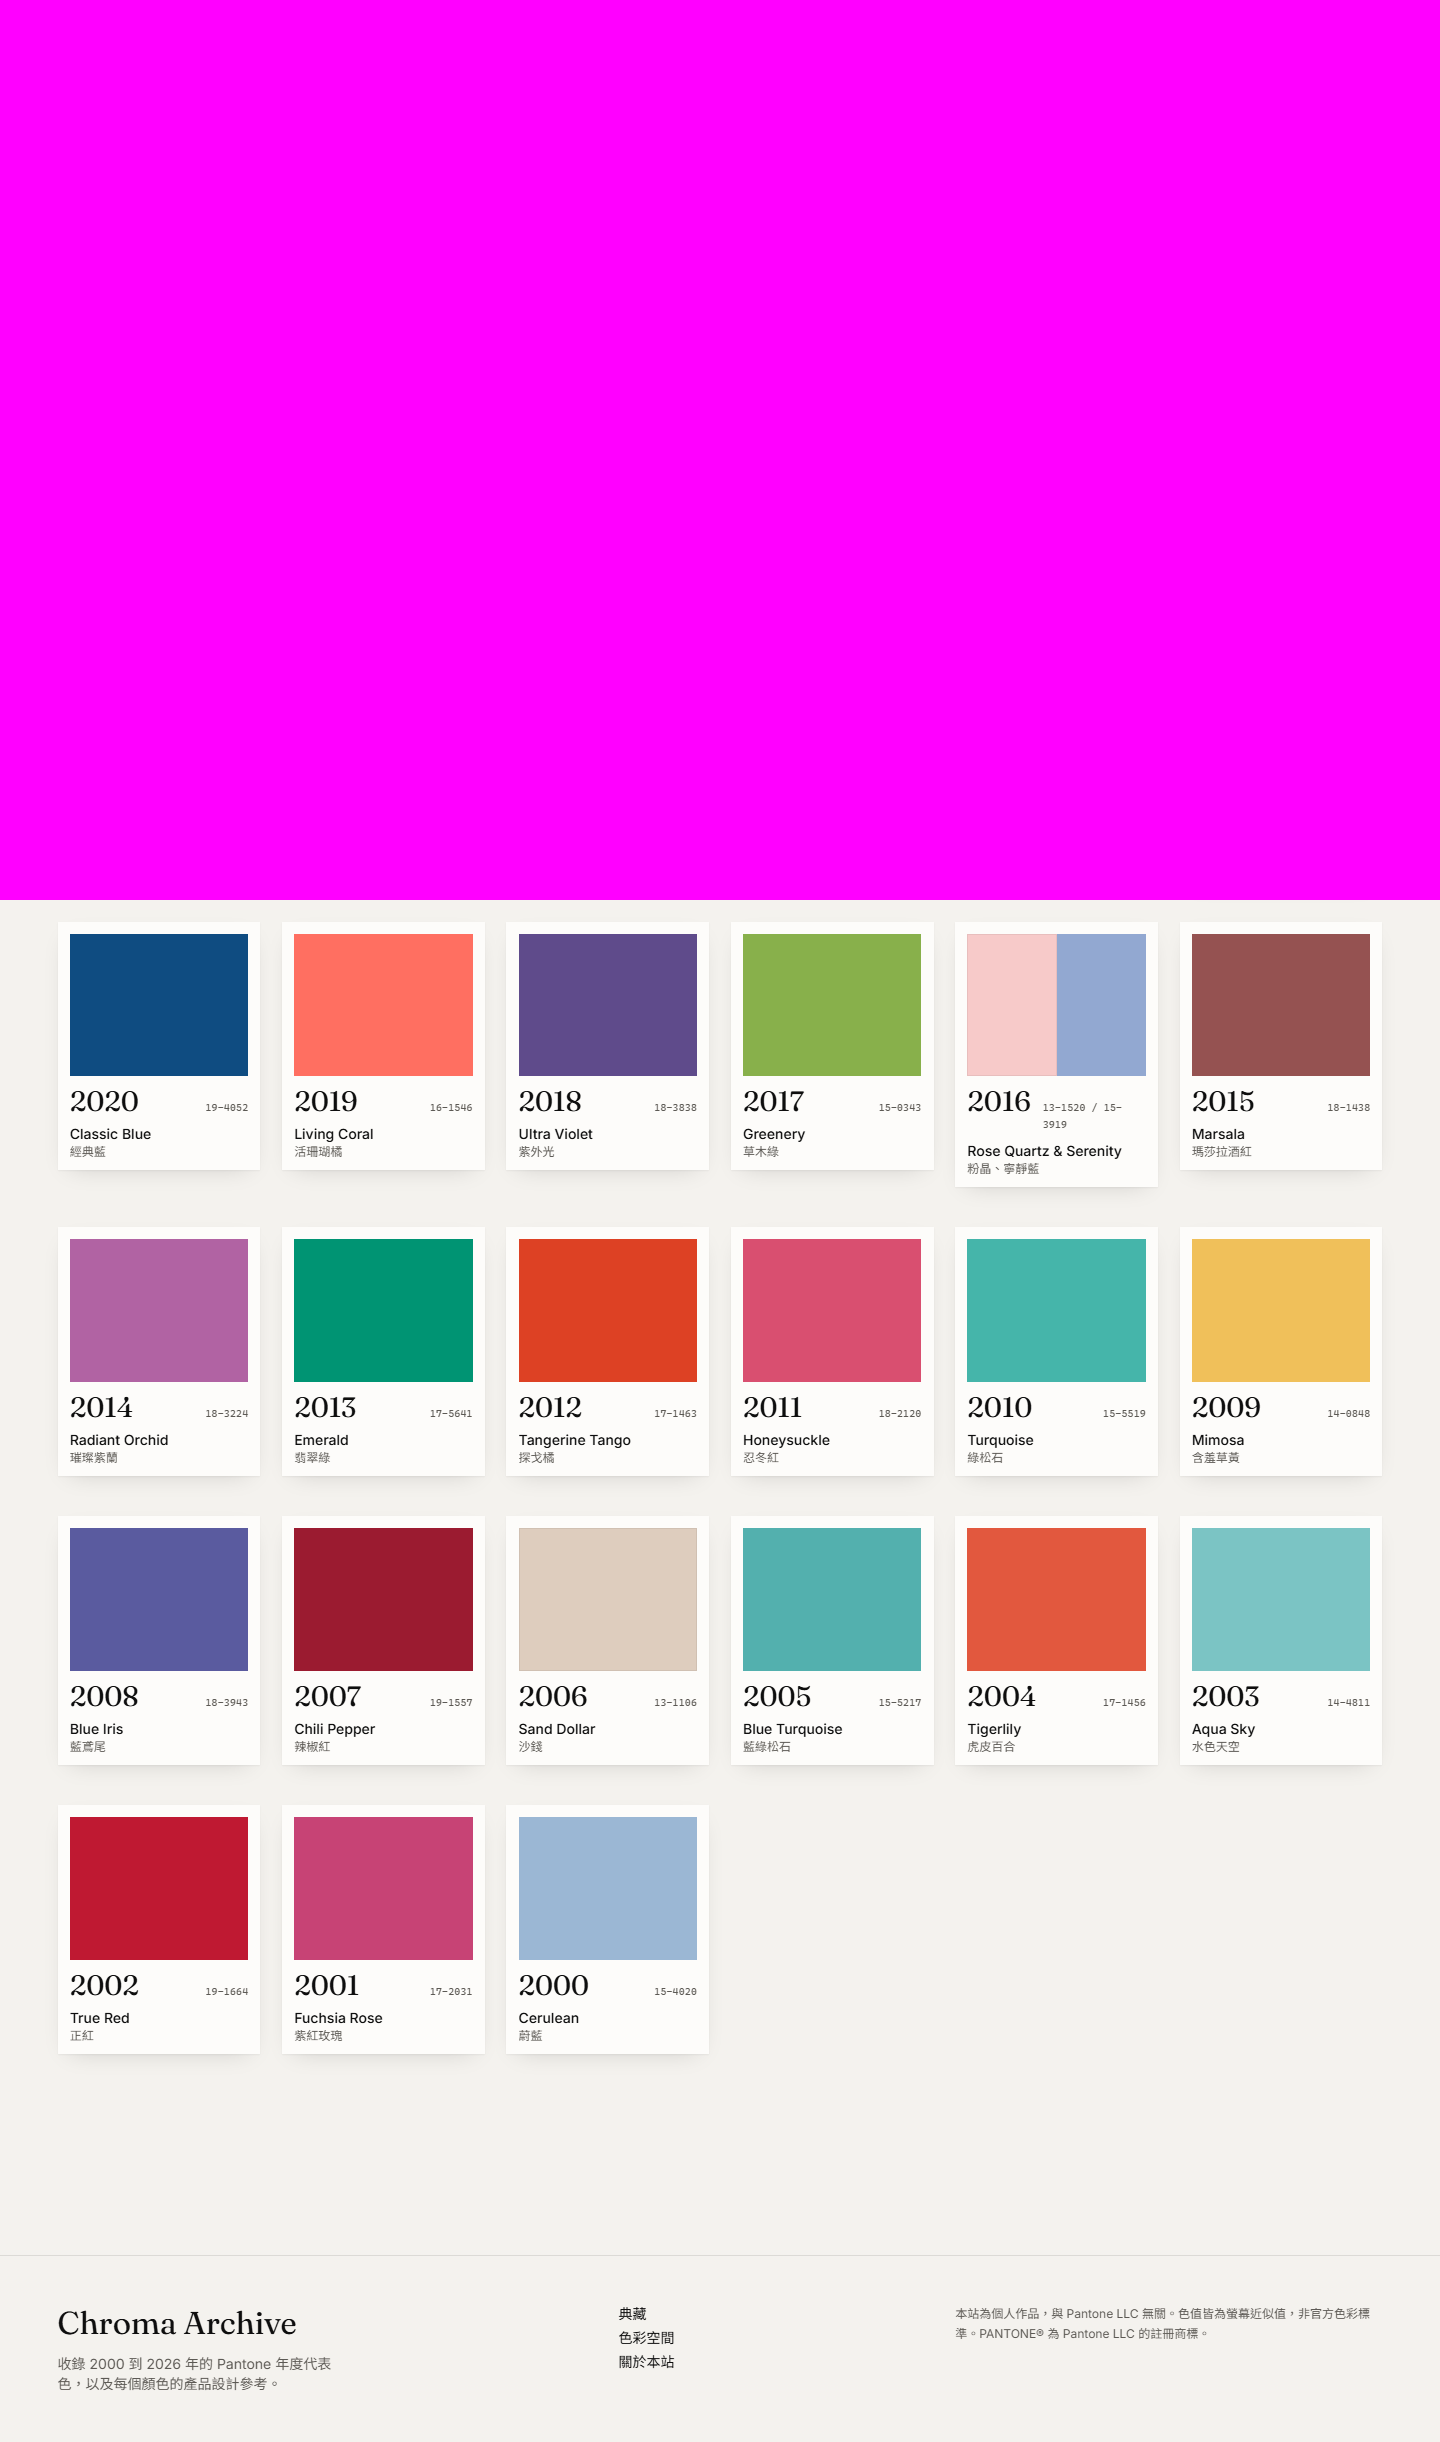 2020 19-4052
Classic Blue
經典藍
2019 16-1546
Living Coral
活珊瑚橘
2018 18-3838
Ultra Violet
紫外光
2017 15-0343
Greenery
草木綠
2016 13-1520 / 15-
3919
Rose Quartz & Serenity
粉晶、寧靜藍
2015 18-1438
Marsala
瑪莎拉酒紅
2014 18-3224
Radiant Orchid
璀璨紫蘭
2013 17-5641
Emerald
翡翠綠
2012 17-1463
Tangerine Tango
探戈橘
2011 18-2120
Honeysuckle
忍冬紅
2010 15-5519
Turquoise
綠松石
2009 14-0848
Mimosa
含羞草黃
2008 18-3943
Blue Iris
藍鳶尾
2007 19-1557
Chili Pepper
辣椒紅
2006 13-1106
Sand Dollar
沙錢
2005 15-5217
Blue Turquoise
藍綠松石
2004 17-1456
Tigerlily
虎皮百合
2003 14-4811
Aqua Sky
水色天空
2002 19-1664
True Red
正紅
2001 17-2031
Fuchsia Rose
紫紅玫瑰
2000 15-4020
Cerulean
蔚藍
Chroma Archive
收錄 2000 到 2026 年的 Pantone 年度代表
色，以及每個顏色的產品設計參考。
典藏
色彩空間
關於本站
本站為個人作品，與 Pantone LLC 無關。色值皆為螢幕近似值，非官方色彩標
準。PANTONE® 為 Pantone LLC 的註冊商標。